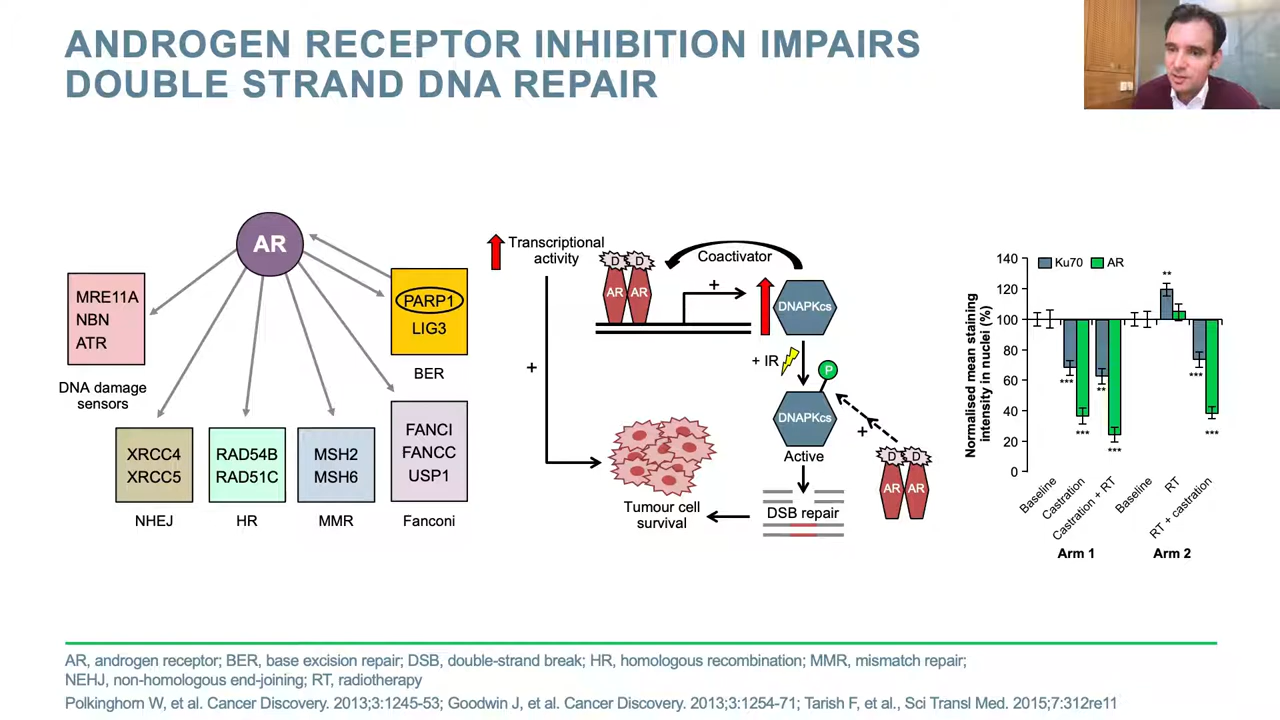 ANDROGEN RECEPTOR INHIBITION IMPAIRS
DOUBLE STRAND DNA REPAIR
AR
MRE11A
NBN
ATR
DNA damage
sensors
XRCC4
XRCC5
NHEJ
RAD54B
RAD51C
HR
MSH2
MSH6
MMR
FANCI
FANCC
USP1
Fanconi
PARP1
LIG3
BER
Transcriptional
activity
+
D D
AR AR
+
Coactivator
DNAPKcs
+ IR
P
DNAPKcs
Active
+
D D
AR AR
DSB repair
Tumour cell
survival
Normalised mean staining
intensity in nuclei (%)
Ku70 AR
140
120
100
80
60
40
20
0
**
***
***
**
***
***
***
Baseline
Castration
Castration + RT
Baseline
RT
RT + castration
Arm 1 Arm 2
AR, androgen receptor; BER, base excision repair; DSB, double-strand break; HR, homologous recombination; MMR, mismatch repair;
NEHJ, non-homologous end-joining; RT, radiotherapy
Polkinghorn W, et al. Cancer Discovery. 2013;3:1245-53; Goodwin J, et al. Cancer Discovery. 2013;3:1254-71; Tarish F, et al., Sci Transl Med. 2015;7:312re11